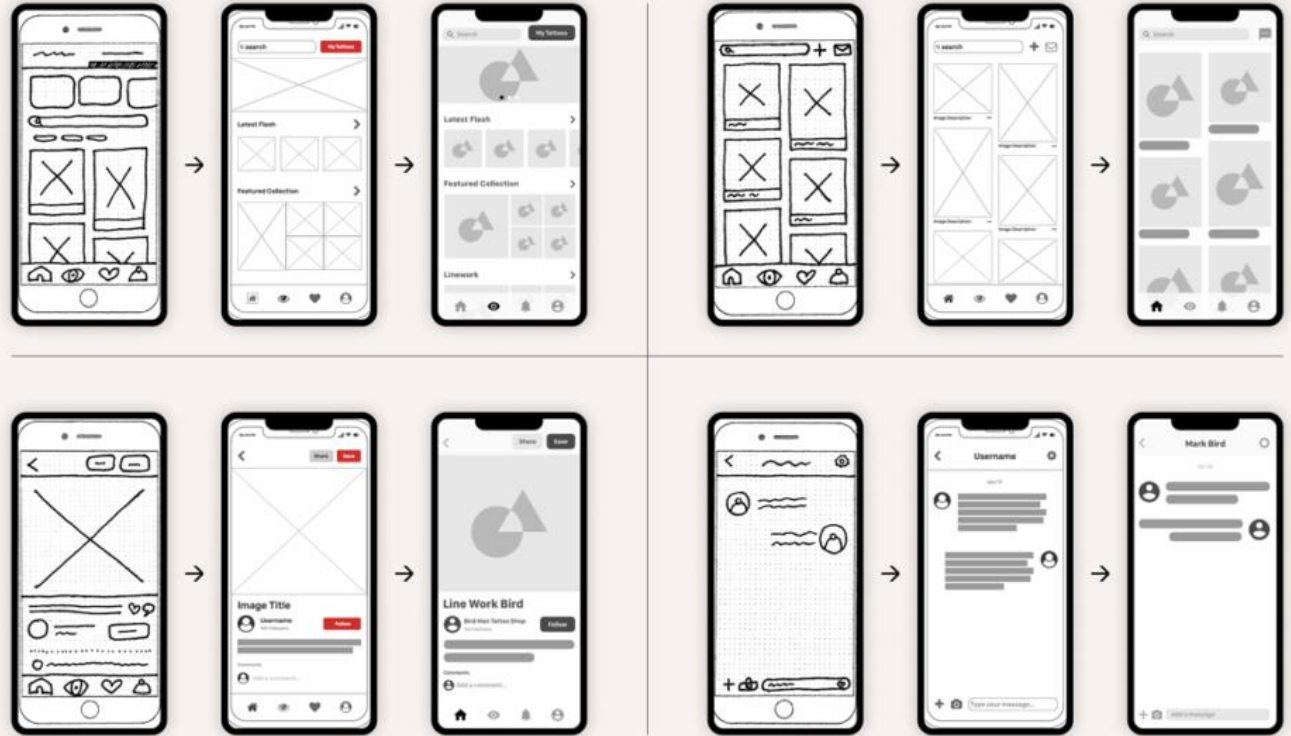 search
My Tattoos
Latest Flash
Featured Collection
Search
My Tattoos
Latest Flash
Featured Collection
Linework
search
Image Description
Image Description
Image Description
Image Description
Search
Share
Save
Image Title
Username
Follow
Comments
Add a comment...
Share
Save
Line Work Bird
Bird Man Tattoo Shop
Follow
Comments
Add a comment...
Username
Type your message...
Mark Bird
Add a message